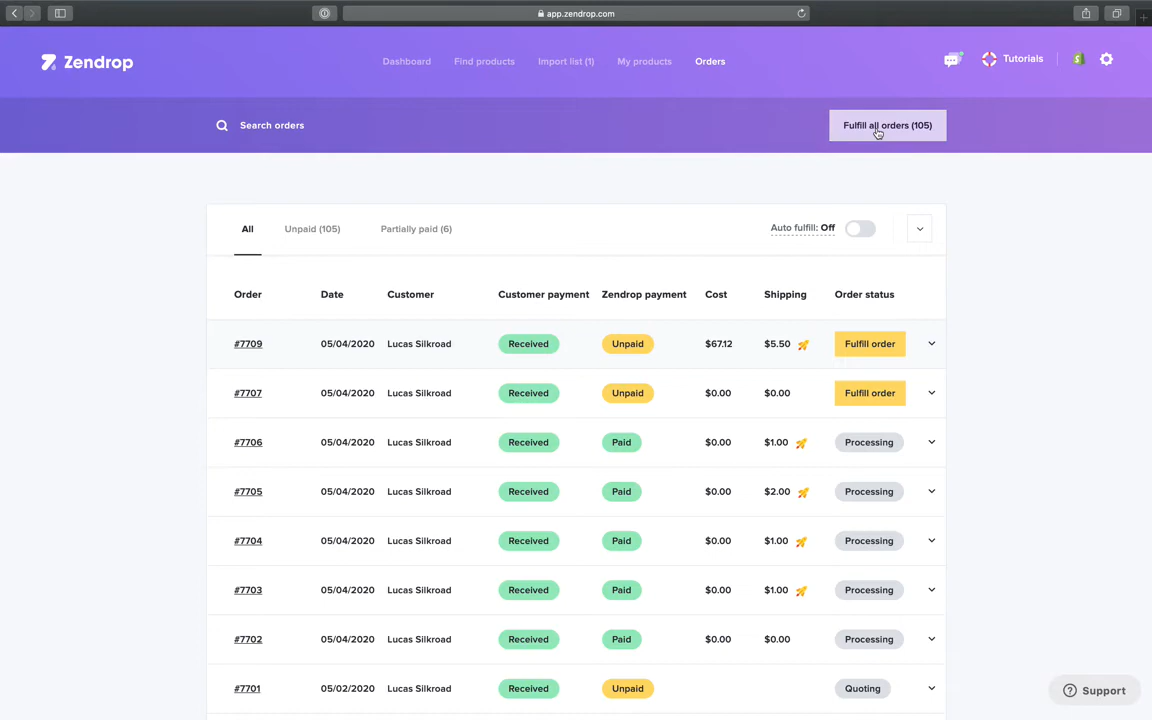 app.zendrop.com
Zendrop
Dashboard Find products Import list (1) My products Orders
Tutorials
Search orders
Fulfill all orders (105)
All Unpaid (105) Partially paid (6) Auto fulfill: Off
Order Date Customer Customer payment Zendrop payment Cost Shipping Order status
#7709 05/04/2020 Lucas Silkroad Received Unpaid $67.12 $5.50 Fulfill order
#7707 05/04/2020 Lucas Silkroad Received Unpaid $0.00 $0.00 Fulfill order
#7706 05/04/2020 Lucas Silkroad Received Paid $0.00 $1.00 Processing
#7705 05/04/2020 Lucas Silkroad Received Paid $0.00 $2.00 Processing
#7704 05/04/2020 Lucas Silkroad Received Paid $0.00 $1.00 Processing
#7703 05/04/2020 Lucas Silkroad Received Paid $0.00 $1.00 Processing
#7702 05/04/2020 Lucas Silkroad Received Paid $0.00 $0.00 Processing
#7701 05/02/2020 Lucas Silkroad Received Unpaid Quoting
Support